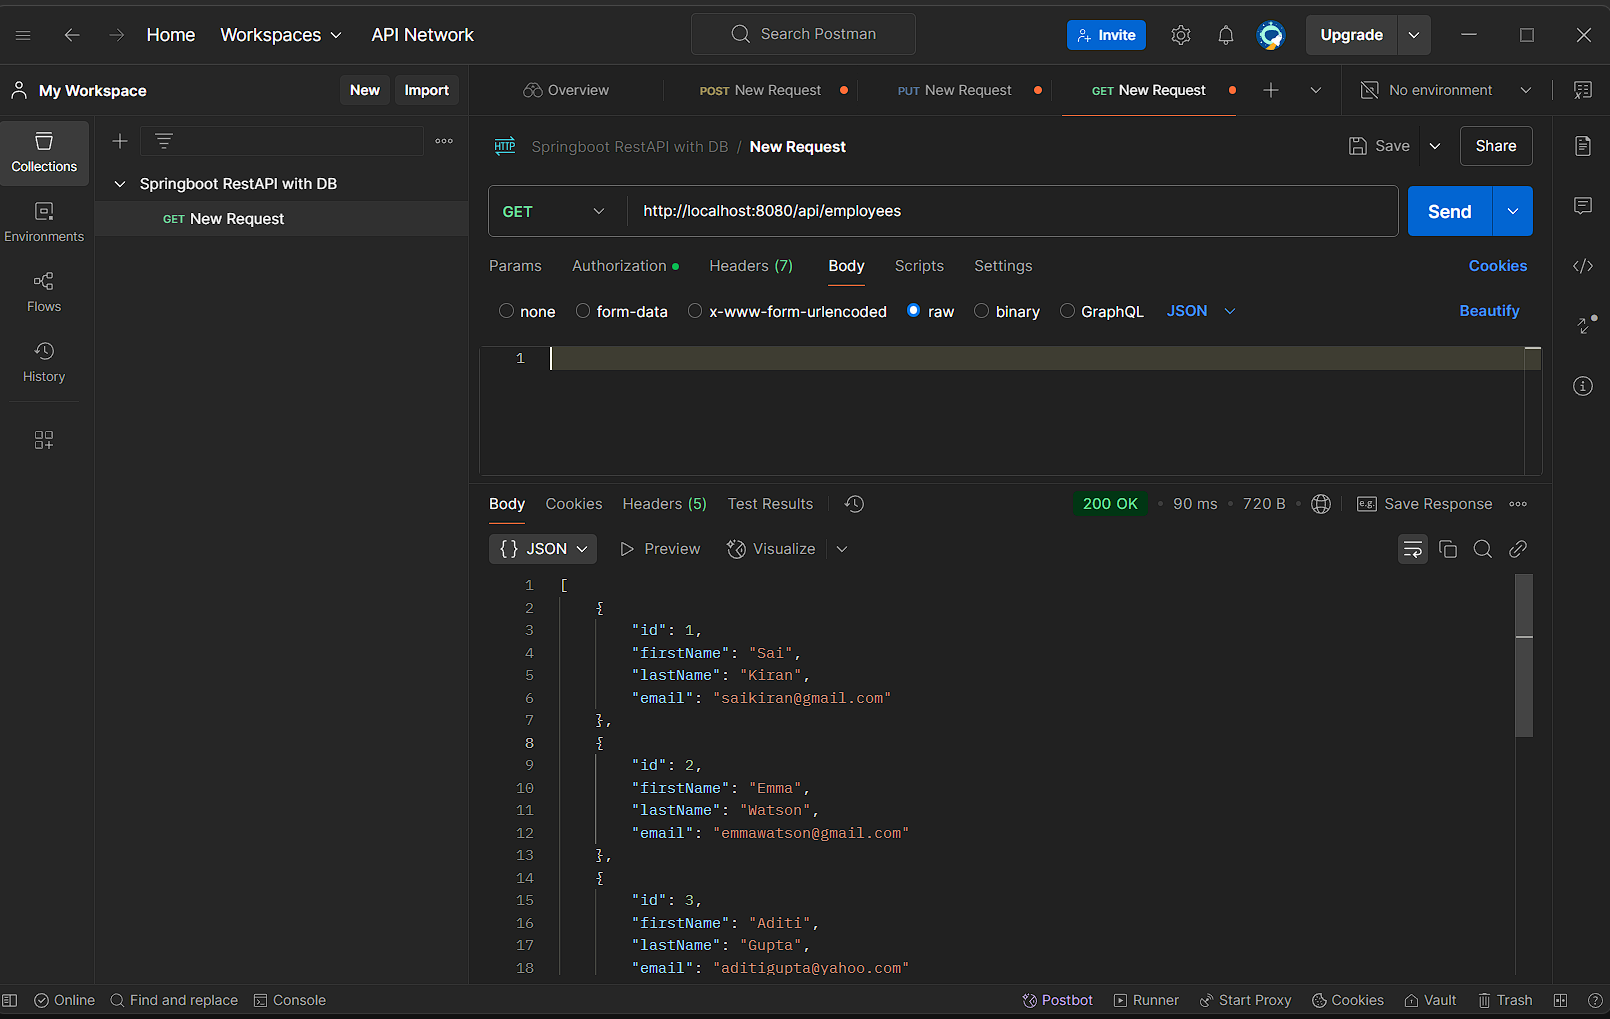 Home Workspaces API Network Search Postman Invite Upgrade
My Workspace New Import Overview POST New Request PUT New Request GET New Request No environment
Collections
Environments
Flows
History
Springboot RestAPI with DB
GET New Request
HTTP Springboot RestAPI with DB / New Request Save Share
GET http://localhost:8080/api/employees Send
Params Authorization Headers (7) Body Scripts Settings Cookies
none form-data x-www-form-urlencoded raw binary GraphQL JSON Beautify
1
Body Cookies Headers (5) Test Results 200 OK • 90 ms • 720 B • e.g. Save Response
{} JSON Preview Visualize
1 [
2 {
3 "id": 1,
4 "firstName": "Sai",
5 "lastName": "Kiran",
6 "email": "saikiran@gmail.com"
7 },
8 {
9 "id": 2,
10 "firstName": "Emma",
11 "lastName": "Watson",
12 "email": "emmawatson@gmail.com"
13 },
14 {
15 "id": 3,
16 "firstName": "Aditi",
17 "lastName": "Gupta",
18 "email": "aditigupta@yahoo.com"
Online Find and replace Console Postbot Runner Start Proxy Cookies Vault Trash